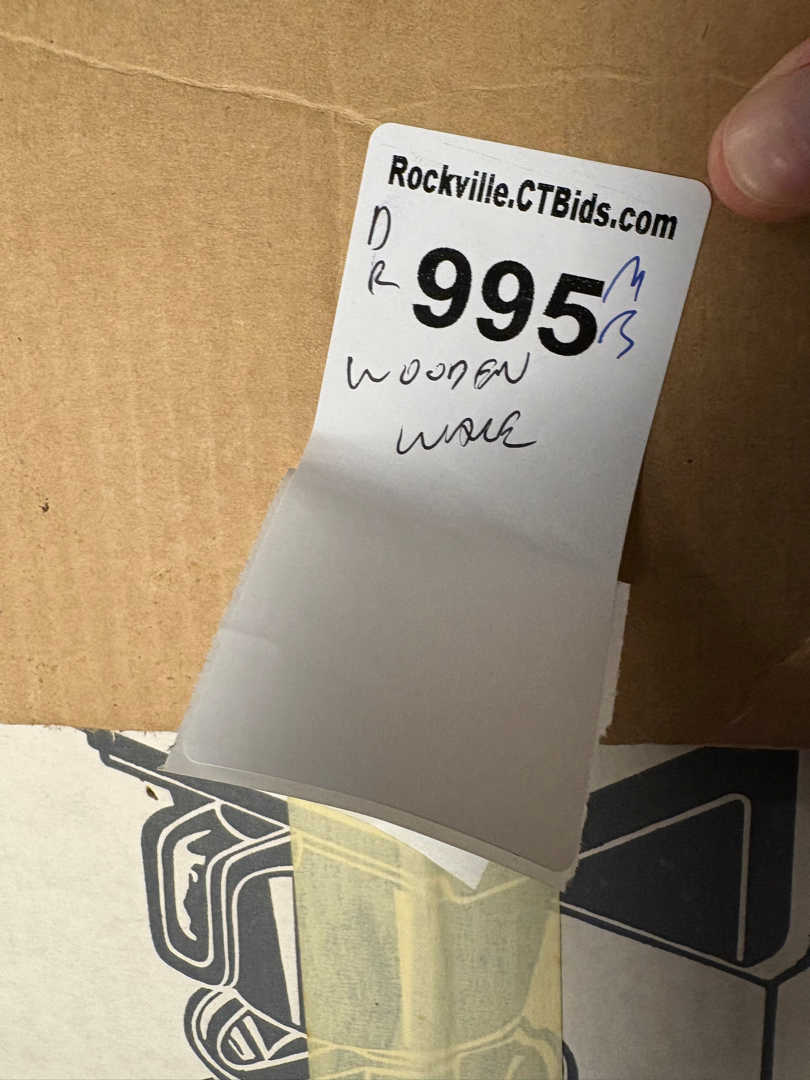 Rockville.CTBids.com
D
R 995 M
B
WOODEN
WARE